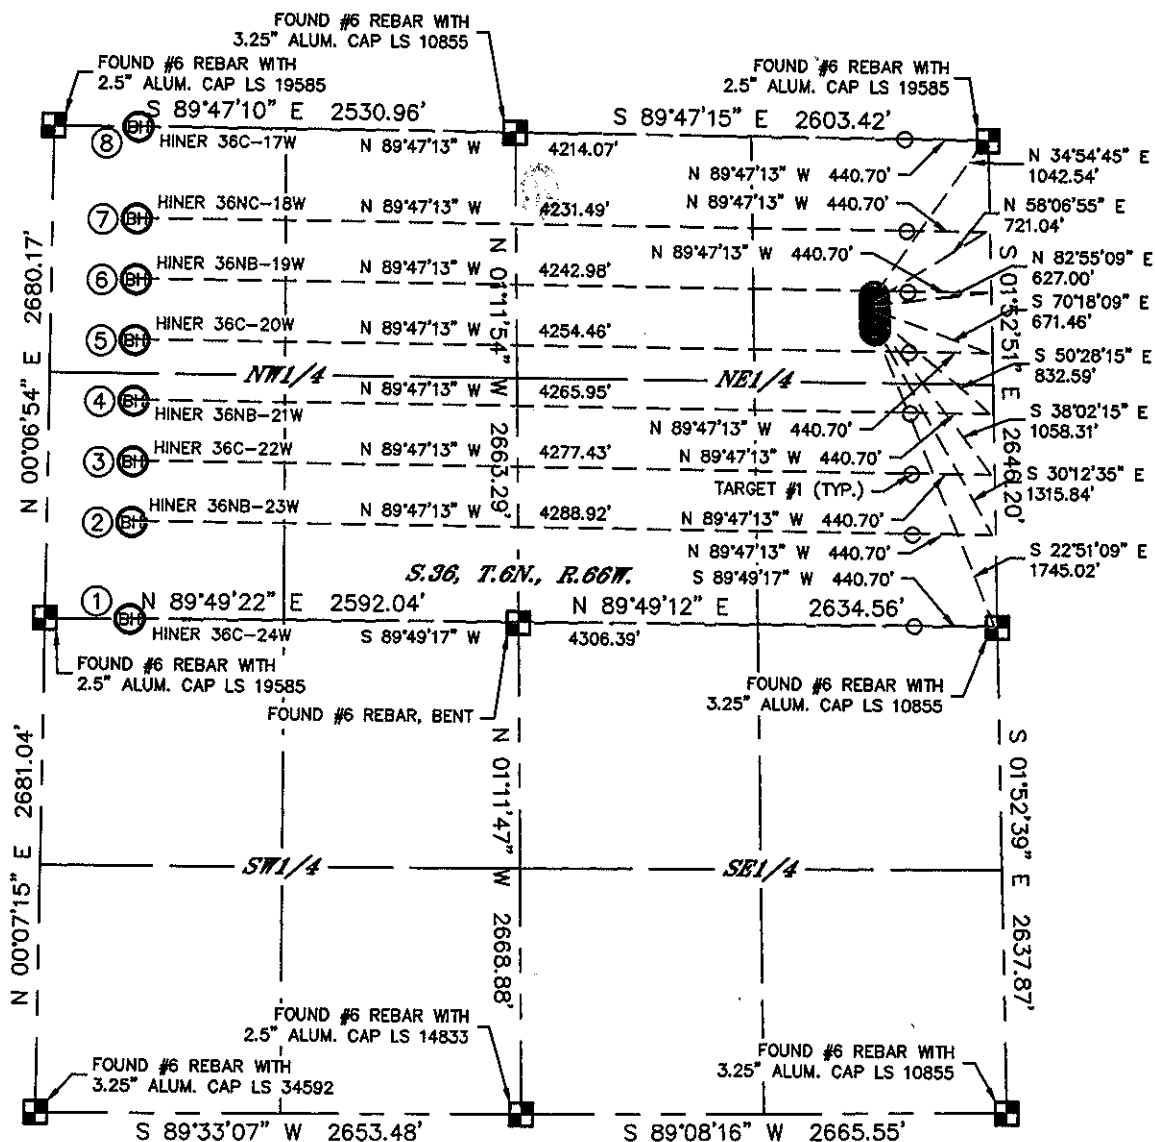 FOUND #6 REBAR WITH
3.25" ALUM. CAP LS 10855
FOUND #6 REBAR WITH
2.5" ALUM. CAP LS 19585
FOUND #6 REBAR WITH
2.5" ALUM. CAP LS 19585
S 89°47'10" E 2530.96'
S 89°47'15" E 2603.42'
8
BH
HINER 36C-17W
N 89°47'13" W
4214.07'
N 89°47'13" W 440.70'
N 34°54'45" E
1042.54'
7
BH
HINER 36NC-18W
N 89°47'13" W
4231.49'
N 89°47'13" W 440.70'
N 58°06'55" E
721.04'
6
BH
HINER 36NB-19W
N 89°47'13" W
4242.98'
N 89°47'13" W 440.70'
N 82°55'09" E
627.00'
5
BH
HINER 36C-20W
N 89°47'13" W
4254.46'
S 70°18'09" E
671.46'
NW1/4
NE1/4
S 50°28'15" E
832.59'
4
BH
HINER 36NB-21W
N 89°47'13" W
4265.95'
N 89°47'13" W 440.70'
S 38°02'15" E
1058.31'
3
BH
HINER 36C-22W
N 89°47'13" W
4277.43'
N 89°47'13" W 440.70'
TARGET #1 (TYP.)
S 30°12'35" E
1315.84'
2
BH
HINER 36NB-23W
N 89°47'13" W
4288.92'
N 89°47'13" W 440.70'
N 89°47'13" W 440.70'
S 22°51'09" E
1745.02'
S.36, T.6N., R.66W.
S 89°49'17" W 440.70'
1
BH
N 89°49'22" E 2592.04'
N 89°49'12" E 2634.56'
HINER 36C-24W
S 89°49'17" W
4306.39'
N 00°06'54" E 2680.17'
N 01°11'54" W 2663.29'
S 01°52'51" E 2646.20'
FOUND #6 REBAR WITH
2.5" ALUM. CAP LS 19585
FOUND #6 REBAR, BENT
FOUND #6 REBAR WITH
3.25" ALUM. CAP LS 10855
N 00°07'15" E 2681.04'
N 01°11'47" W 2668.88'
S 01°52'39" E 2637.87'
SW1/4
SE1/4
FOUND #6 REBAR WITH
2.5" ALUM. CAP LS 14833
FOUND #6 REBAR WITH
3.25" ALUM. CAP LS 34592
FOUND #6 REBAR WITH
3.25" ALUM. CAP LS 10855
S 89°33'07" W 2653.48'
S 89°08'16" W 2665.55'